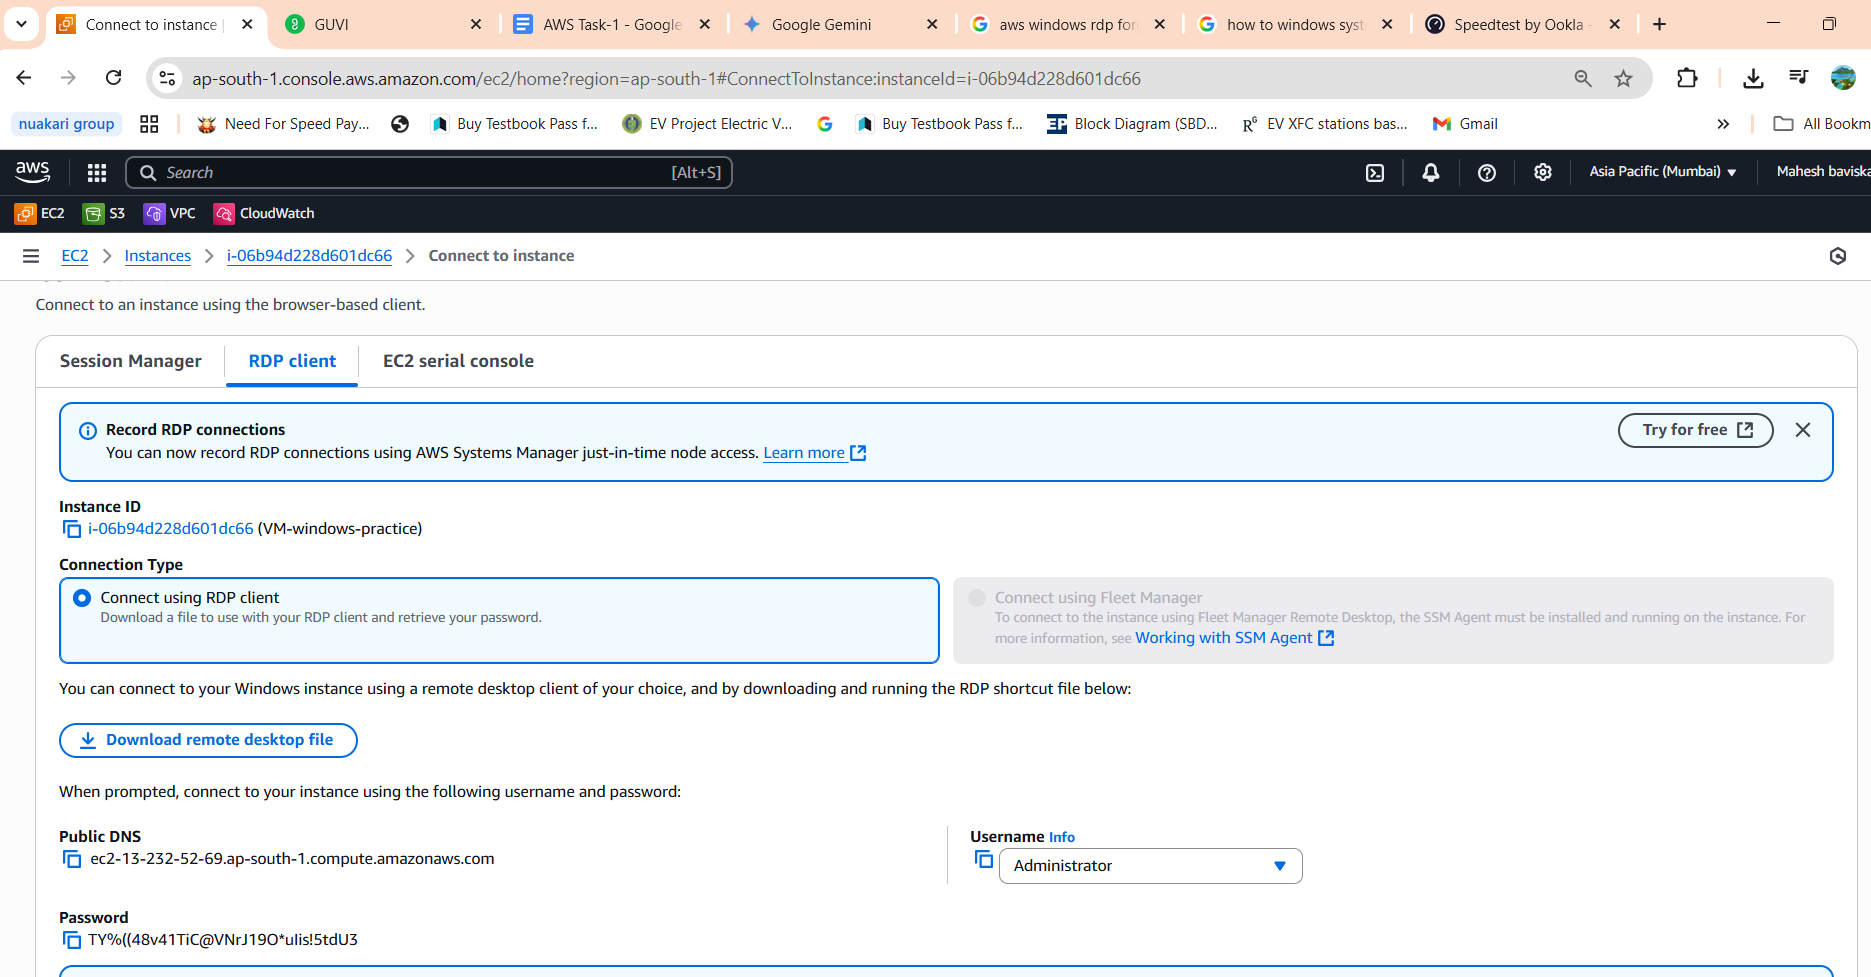 Connect to instance
GUVI
AWS Task-1 - Google
Google Gemini
aws windows rdp for
how to windows syst
Speedtest by Ookla -
ap-south-1.console.aws.amazon.com/ec2/home?region=ap-south-1#ConnectToInstance:instanceId=i-06b94d228d601dc66
nuakari group
Need For Speed Pay...
Buy Testbook Pass f...
EV Project Electric V...
Buy Testbook Pass f...
Block Diagram (SBD...
EV XFC stations bas...
Gmail
All Bookm
aws
Search
[Alt+S]
Asia Pacific (Mumbai)
Mahesh baviska
EC2
S3
VPC
CloudWatch
EC2
Instances
i-06b94d228d601dc66
Connect to instance
Connect to an instance using the browser-based client.
Session Manager
RDP client
EC2 serial console
Record RDP connections
You can now record RDP connections using AWS Systems Manager just-in-time node access. Learn more
Try for free
Instance ID
i-06b94d228d601dc66 (VM-windows-practice)
Connection Type
Connect using RDP client
Download a file to use with your RDP client and retrieve your password.
Connect using Fleet Manager
To connect to the instance using Fleet Manager Remote Desktop, the SSM Agent must be installed and running on the instance. For
more information, see Working with SSM Agent
You can connect to your Windows instance using a remote desktop client of your choice, and by downloading and running the RDP shortcut file below:
Download remote desktop file
When prompted, connect to your instance using the following username and password:
Public DNS
ec2-13-232-52-69.ap-south-1.compute.amazonaws.com
Username Info
Administrator
Password
TY%((48v41TiC@VNrJ19O*uIis!5tdU3